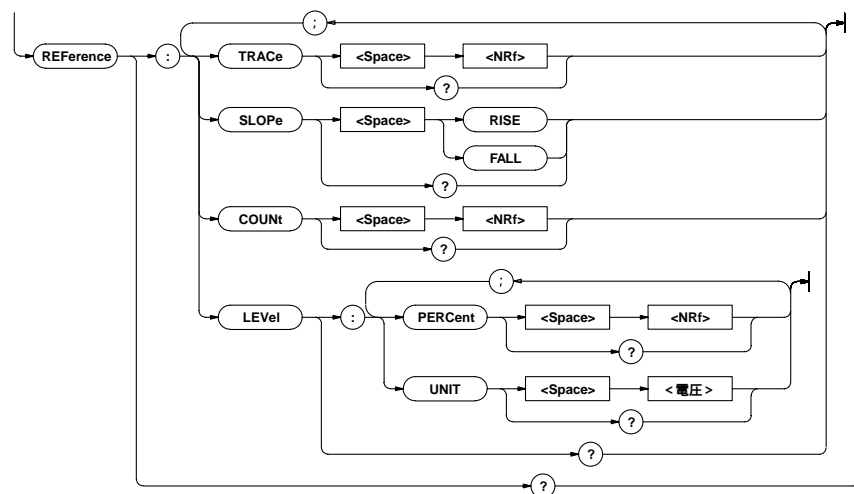 ;
REFerence : TRACe <Space> <NRf>
?
SLOPe <Space> RISE
FALL
?
COUNt <Space> <NRf>
?
;
LEVel : PERCent <Space> <NRf>
?
UNIT <Space> <電圧>
?
?
?